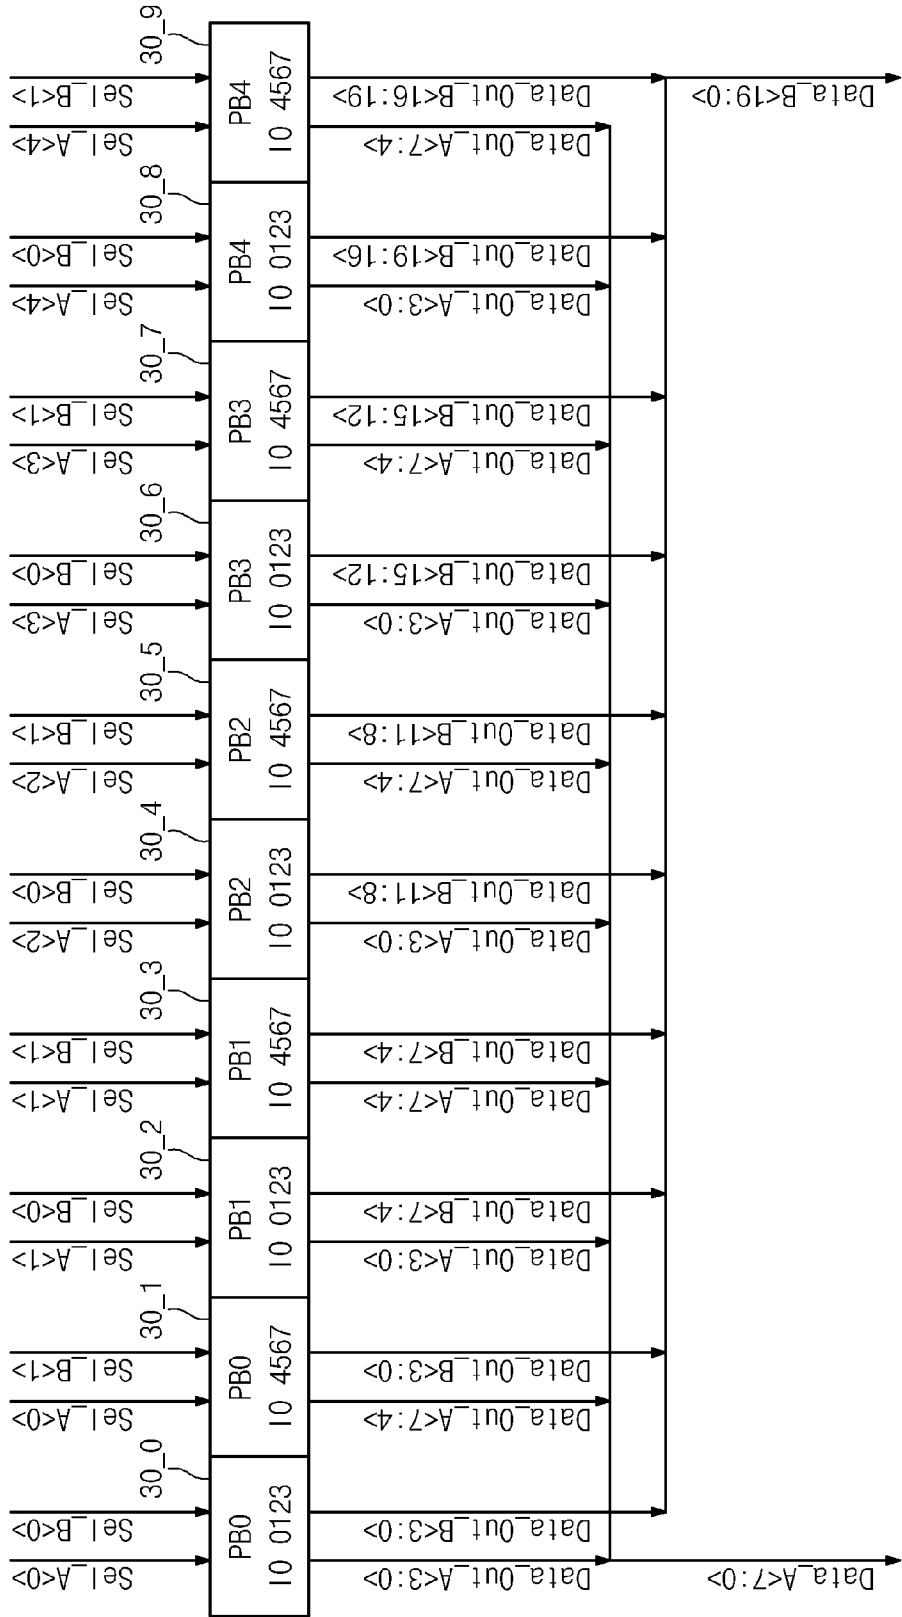 Sel_A<0>
Sel_B<0>
Sel_A<0>
Sel_B<1>
Sel_A<1>
Sel_B<0>
Sel_A<1>
Sel_B<1>
Sel_A<2>
Sel_B<0>
Sel_A<2>
Sel_B<1>
Sel_A<3>
Sel_B<0>
Sel_A<3>
Sel_B<1>
Sel_A<4>
Sel_B<0>
Sel_A<4>
Sel_B<1>
30_0
30_1
30_2
30_3
30_4
30_5
30_6
30_7
30_8
30_9
PB0
IO 0123
PB0
IO 4567
PB1
IO 0123
PB1
IO 4567
PB2
IO 0123
PB2
IO 4567
PB3
IO 0123
PB3
IO 4567
PB4
IO 0123
PB4
IO 4567
Data_Out_A<3:0>
Data_Out_B<3:0>
Data_Out_A<7:4>
Data_Out_B<3:0>
Data_Out_A<3:0>
Data_Out_B<7:4>
Data_Out_A<7:4>
Data_Out_B<7:4>
Data_Out_A<3:0>
Data_Out_B<11:8>
Data_Out_A<7:4>
Data_Out_B<11:8>
Data_Out_A<3:0>
Data_Out_B<15:12>
Data_Out_A<7:4>
Data_Out_B<15:12>
Data_Out_A<3:0>
Data_Out_B<19:16>
Data_Out_A<7:4>
Data_Out_B<16:19>
Data_A<7:0>
Data_B<19:0>